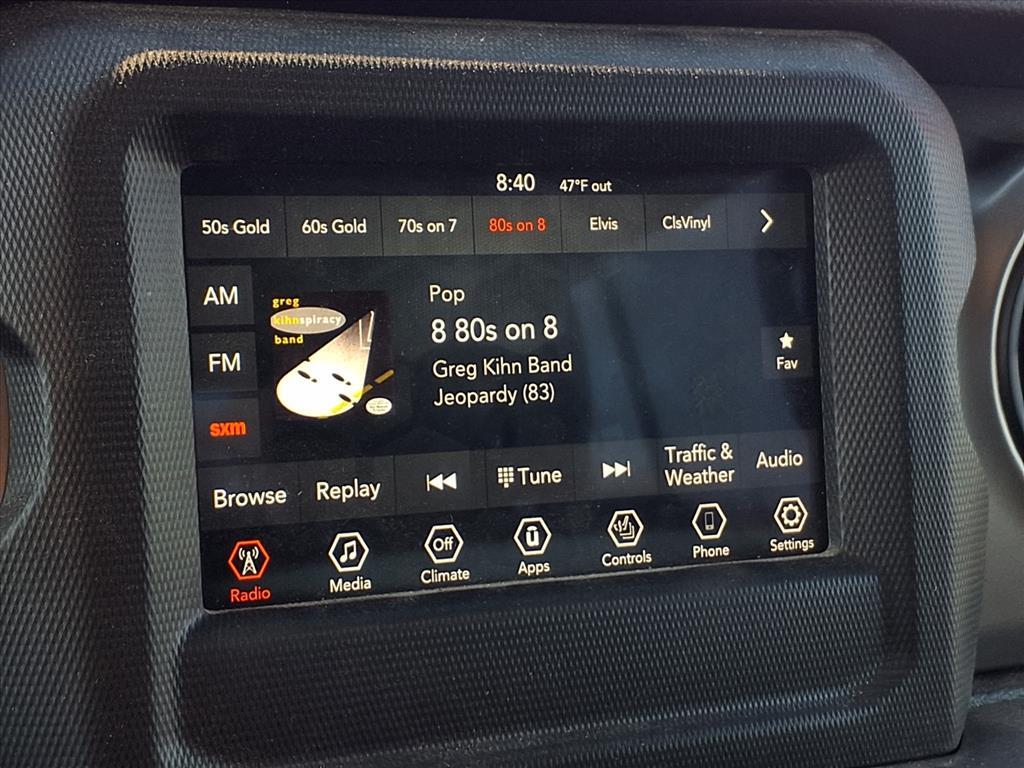 8:40 47°F out
50s Gold 60s Gold 70s on 7 80s on 8 Elvis ClsVinyl
AM
FM
sxm
greg
kihnspiracy
band
Pop
8 80s on 8
Greg Kihn Band
Jeopardy (83)
Fav
Browse Replay Tune Traffic &
Weather Audio
Off
Radio Media Climate Apps Controls Phone Settings